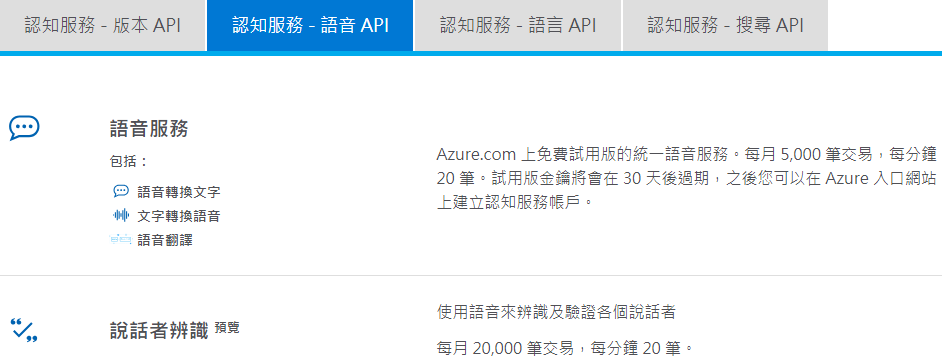 認知服務 - 版本 API
認知服務 - 語音 API
認知服務 - 語言 API
認知服務 - 搜尋 API
語音服務
包括：
語音轉換文字
文字轉換語音
語音翻譯
Azure.com 上免費試用版的統一語音服務。每月 5,000 筆交易，每分鐘
20 筆。試用版金鑰將會在 30 天後過期，之後您可以在 Azure 入口網站
上建立認知服務帳戶。
說話者辨識 預覽
使用語音來辨識及驗證各個說話者
每月 20,000 筆交易，每分鐘 20 筆。